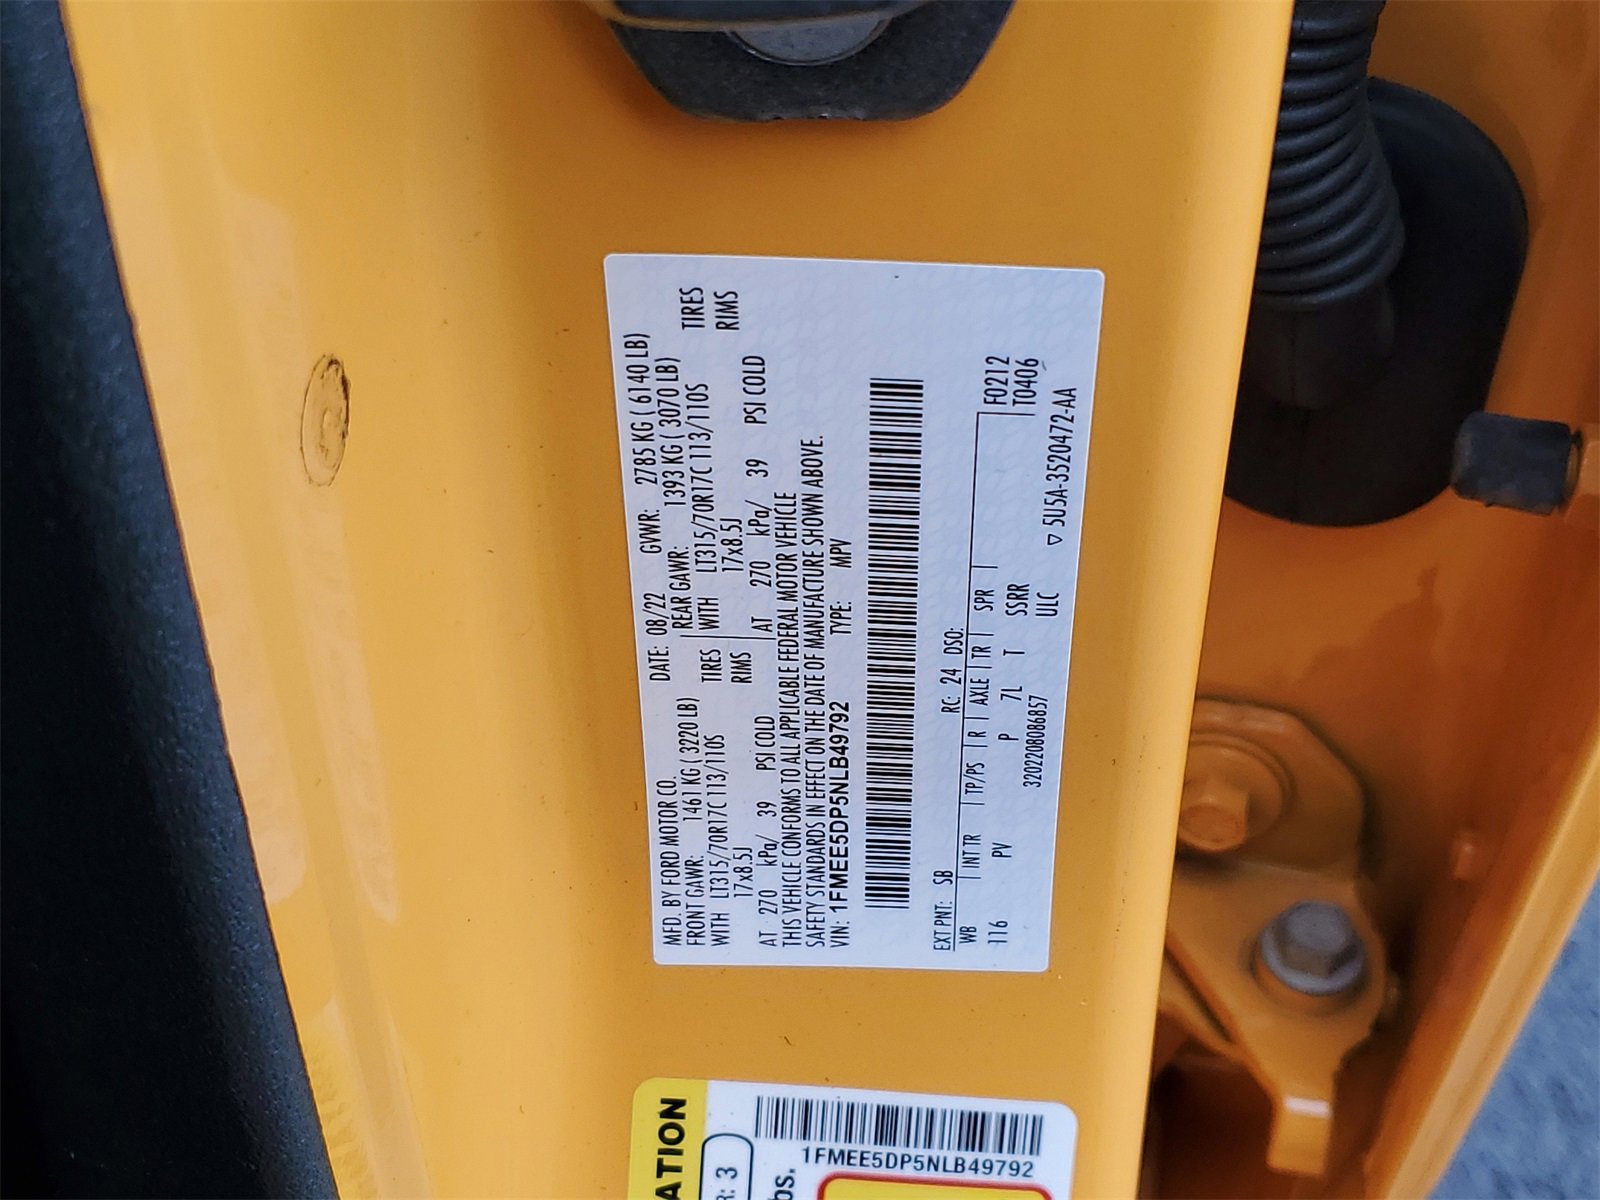 MFD. BY FORD MOTOR CO.
DATE: 08/22 GVWR: 2785 KG ( 6140 LB)
FRONT GAWR: 1461 KG ( 3220 LB)
REAR GAWR: 1393 KG ( 3070 LB)
WITH LT315/70R17C 113/110S TIRES
WITH LT315/70R17C 113/110S TIRES
17x8.5J RIMS
17x8.5J RIMS
AT 270 kPa/ 39 PSI COLD
AT 270 kPa/ 39 PSI COLD
THIS VEHICLE CONFORMS TO ALL APPLICABLE FEDERAL MOTOR VEHICLE
SAFETY STANDARDS IN EFFECT ON THE DATE OF MANUFACTURE SHOWN ABOVE.
VIN: 1FMEE5DP5NLB49792 TYPE: MPV
EXT PNT: SB RC: 24 DSO:
F0212
WB INT TR TP/PS R AXLE TR SPR
T0406
116 PV P 7L T SSRR
3202208086857 ULC
▽ 5U5A-3520472-AA
1FMEE5DP5NLB49792
: 3